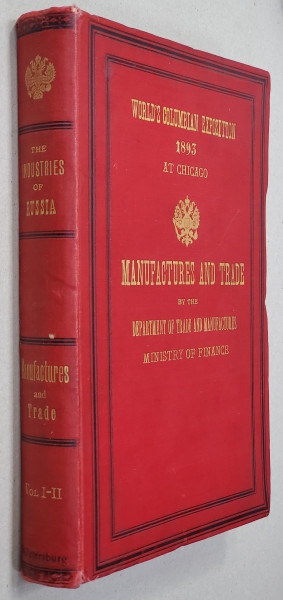 THE
INDUSTRIES
OF
RUSSIA
Manufactures
and
Trade
VOL. I-II
WORLD'S COLUMBIAN EXPOSITION
1893
AT CHICAGO
MANUFACTURES AND TRADE
BY THE
DEPARTMENT OF TRADE AND MANUFACTURES
MINISTRY OF FINANCE